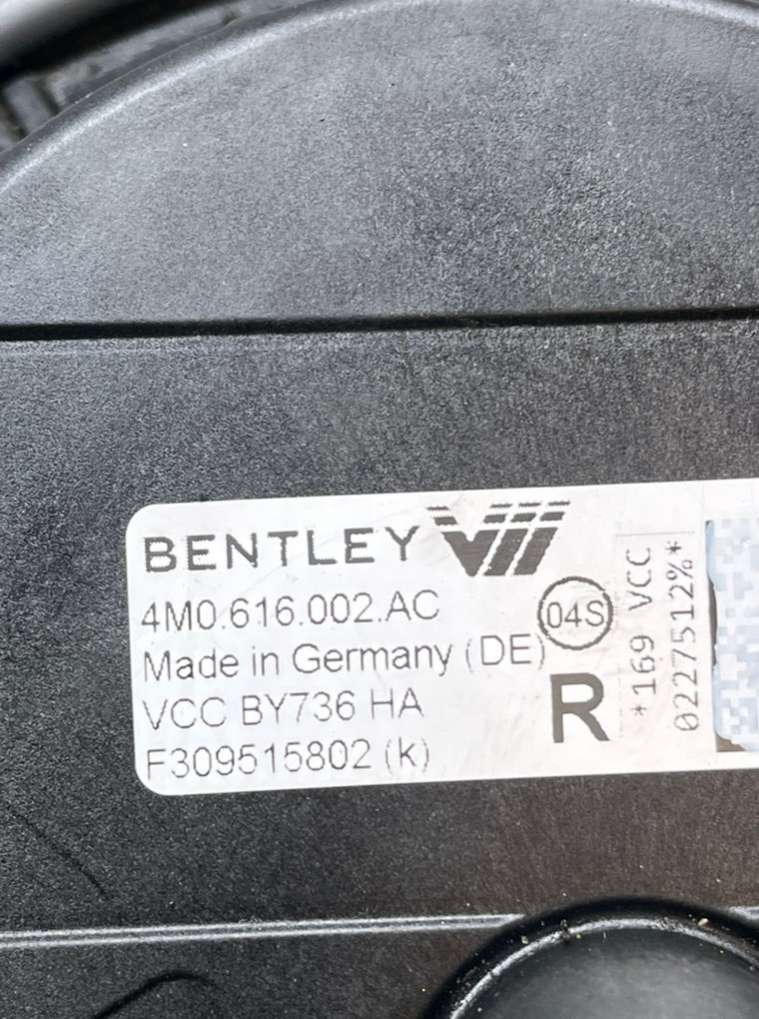 BENTLEY
4M0.616.002.AC
04S
Made in Germany (DE)
VCC BY736 HA
R
F309515802 (k)
*169 VCC
0227512%*